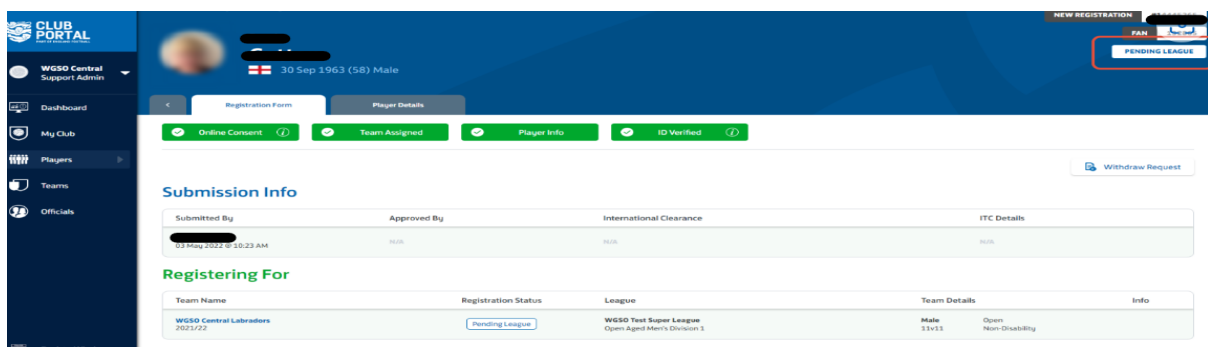 CLUB
PORTAL
NEW REGISTRATION
FAN
PENDING LEAGUE
WGSO Central
Support Admin
30 Sep 1963 (58) Male
Dashboard
My Club
Players
Teams
Officials
Registration Form
Player Details
Online Consent
Team Assigned
Player Info
ID Verified
Withdraw Request
Submission Info
Submitted By Approved By International Clearance ITC Details
03 May 2022 @ 10:23 AM N/A N/A N/A
Registering For
Team Name Registration Status League Team Details Info
WGSO Central Labradors Pending League WGSO Test Super League Male Open
2021/22 Open Aged Men's Division 1 11v11 Non-Disability